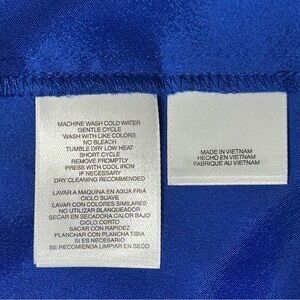 MACHINE WASH COLD WATER
GENTLE CYCLE
WASH WITH LIKE COLORS
NO BLEACH
TUMBLE DRY LOW HEAT
SHORT CYCLE
REMOVE PROMPTLY
PRESS WITH COOL IRON
IF NECESSARY
DRY CLEANING RECOMMENDED
LAVAR A MAQUINA EN AGUA FRIA
CICLO SUAVE
LAVAR CON COLORES SIMILARES
NO UTILIZAR BLANQUEADOR
SECAR EN SECADORA CALOR BAJO
CICLO CORTO
SACAR CON RAPIDEZ
PLANCHAR CON PLANCHA TIBIA
SI ES NECESARIO
SE RECOMIENDA LIMPIAR EN SECO
MADE IN VIETNAM
HECHO EN VIETNAM
FABRIQUE AU VIETNAM